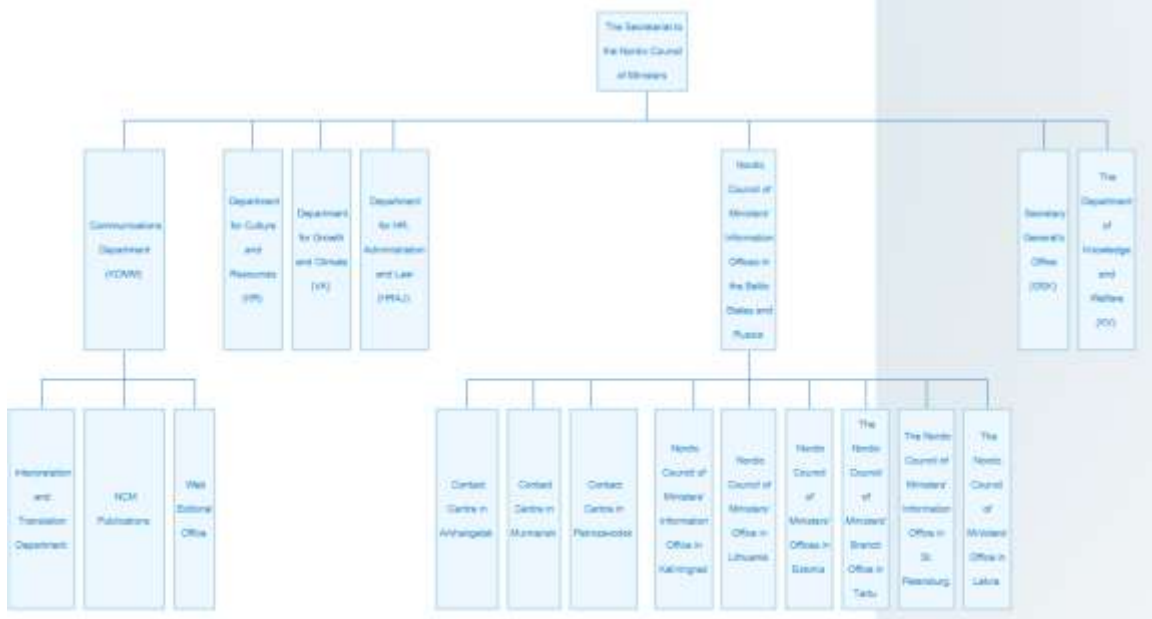 The Secretariat to
the Nordic Council
of Ministers
Communications
Department
(KOMM)
Department
for Culture
and
Resources
(KR)
Department
for Growth
and Climate
(VK)
Department
for HR,
Administration
and Law
(HRAJ)
Nordic
Council of
Ministers'
Information
Offices in
the Baltic
States and
Russia
Secretary
General's
Office
(GSK)
The
Department
of
Knowledge
and
Welfare
(KV)
Interpretation
and
Translation
Department
NCM
Publications
Web
Editorial
Office
Contact
Centre in
Arkhangelsk
Contact
Centre in
Murmansk
Contact
Centre in
Petrozavodsk
Nordic
Council of
Ministers'
Information
Office in
Kaliningrad
Nordic
Council of
Ministers'
Office in
Lithuania
Nordic
Council
of
Ministers'
Offices in
Estonia
The
Nordic
Council
of
Ministers'
Branch
Office in
Tartu
The Nordic
Council of
Ministers'
Information
Office in
St.
Petersburg
The
Nordic
Council
of
Ministers'
Office in
Latvia